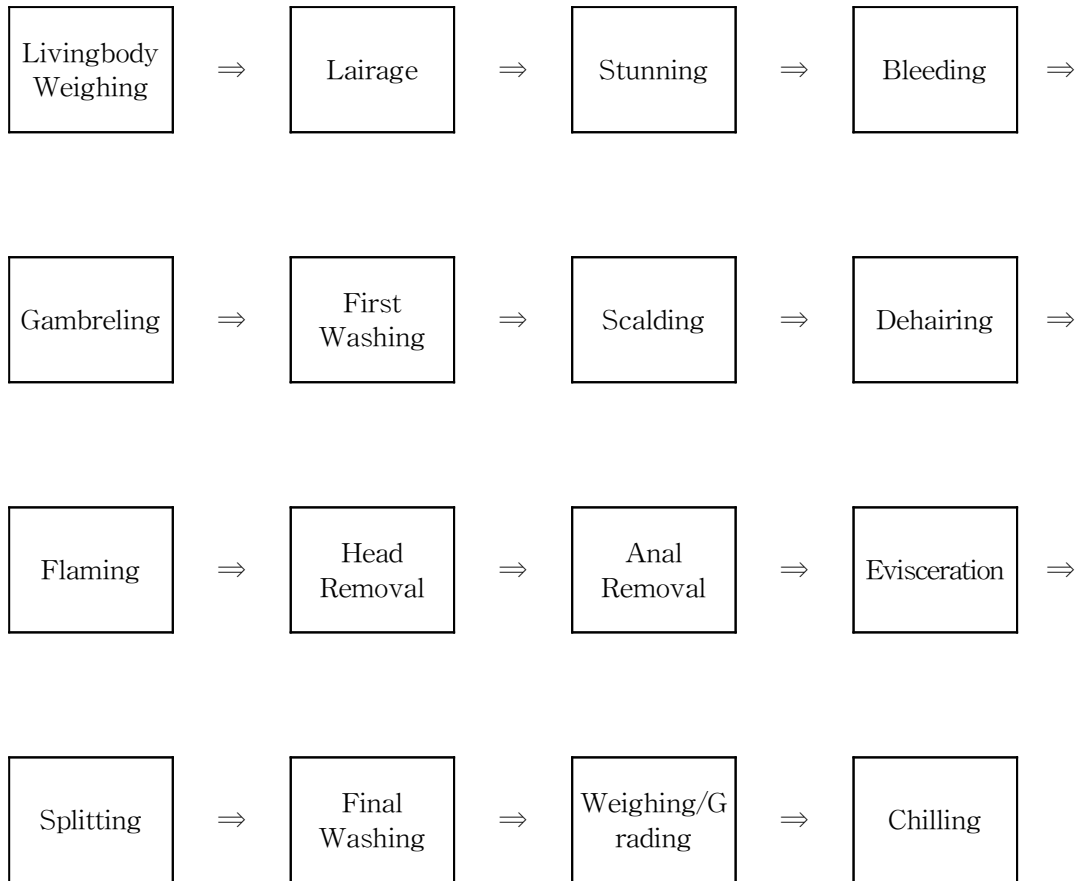 Livingbody
Weighing
⇒
Lairage
⇒
Stunning
⇒
Bleeding
⇒
Gambreling
⇒
First
Washing
⇒
Scalding
⇒
Dehairing
⇒
Flaming
⇒
Head
Removal
⇒
Anal
Removal
⇒
Evisceration
⇒
Splitting
⇒
Final
Washing
⇒
Weighing/G
rading
⇒
Chilling